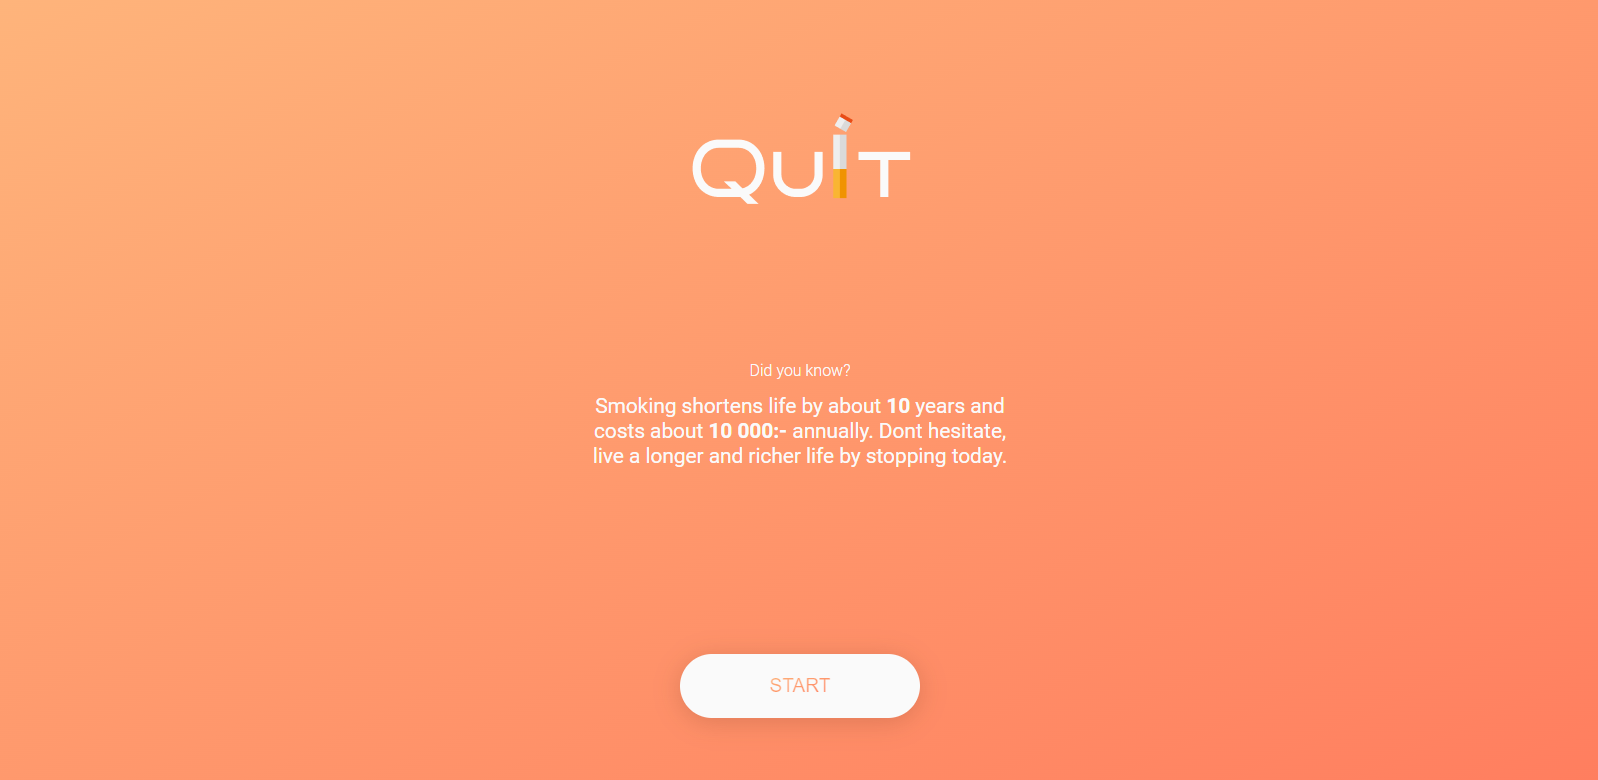 QuiT
Did you know?
Smoking shortens life by about 10 years and
costs about 10 000:- annually. Dont hesitate,
live a longer and richer life by stopping today.
START